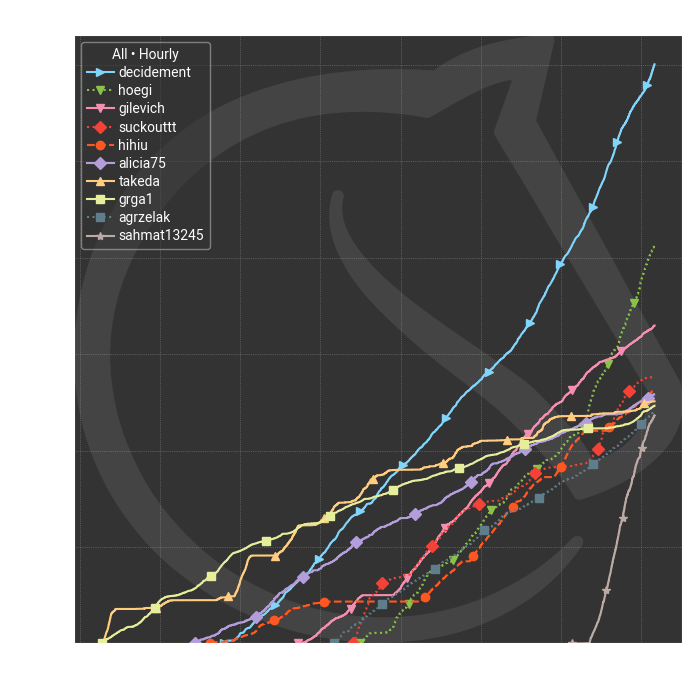 All • Hourly
decidement
hoegi
gilevich
suckouttt
hihiu
alicia75
takeda
grga1
agrzelak
sahmat13245